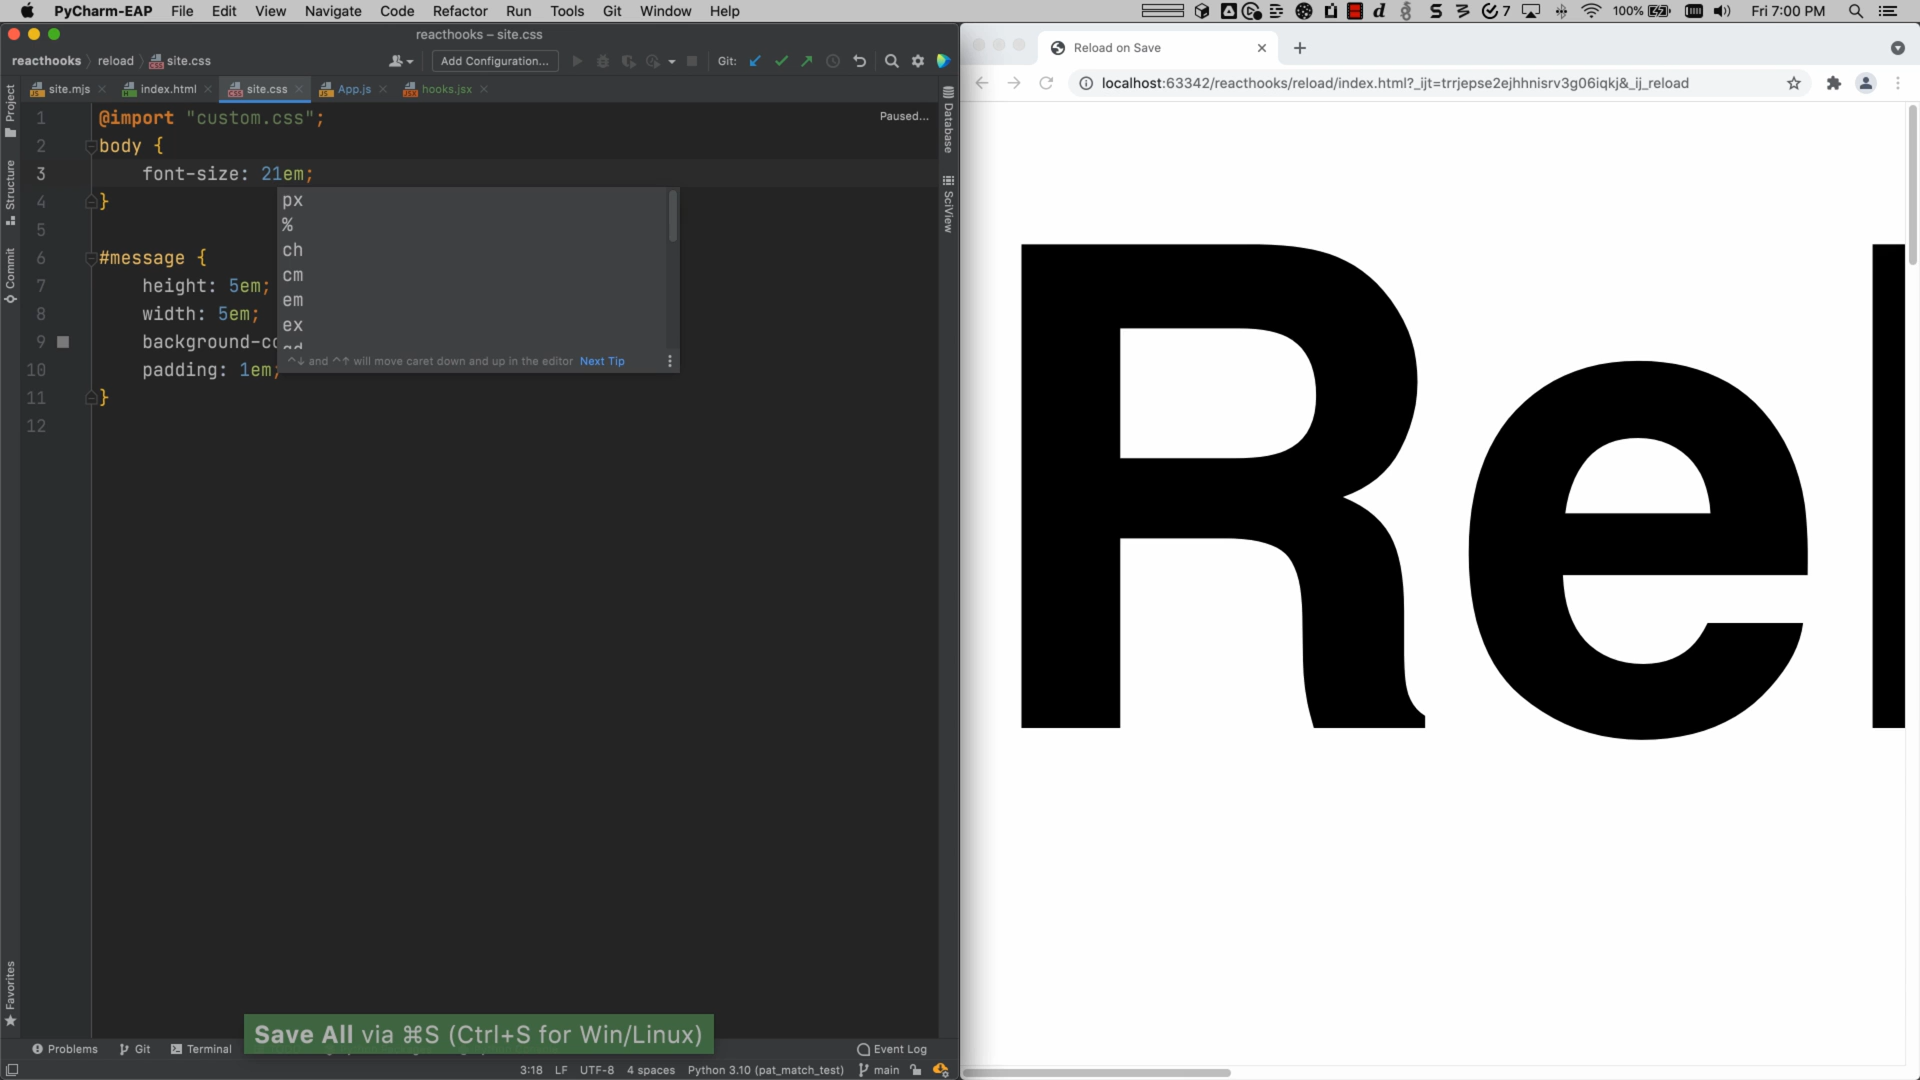 PyCharm-EAP File Edit View Navigate Code Refactor Run Tools Git Window Help
7 100% Fri 7:00 PM
reacthooks – site.css
reacthooks reload site.css
Add Configuration...
Git:
site.mjs
index.html
site.css
App.js
hooks.jsx
Project
Structure
Commit
Favorites
Database
SciView
Paused...
1 @import "custom.css";
2 body {
3 font-size: 21em;
4 }
5
6 #message {
7 height: 5em;
8 width: 5em;
9 background-co
10 padding: 1em;
11 }
12
px
%
ch
cm
em
ex
^↓ and ^↑ will move caret down and up in the editor Next Tip
Save All via ⌘S (Ctrl+S for Win/Linux)
Problems Git Terminal
Event Log
3:18 LF UTF-8 4 spaces Python 3.10 (pat_match_test) main
Reload on Save
localhost:63342/reacthooks/reload/index.html?_ijt=trrjepse2ejhhnisrv3g06iqkj&_ij_reload
Rel